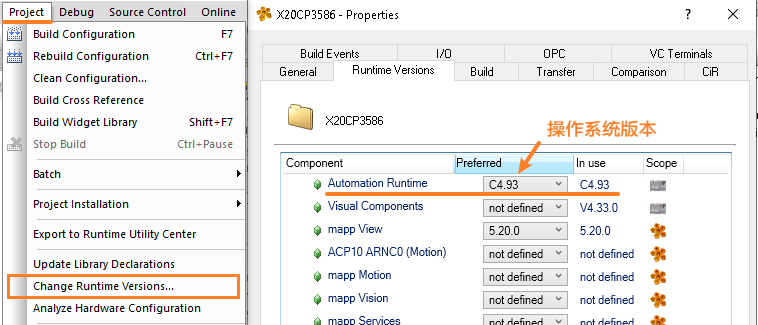 Project Debug Source Control Online
Build Configuration F7
Rebuild Configuration Ctrl+F7
Clean Configuration...
Build Cross Reference
Build Widget Library Shift+F7
Stop Build Ctrl+Pause
Batch
Project Installation
Export to Runtime Utility Center
Update Library Declarations
Change Runtime Versions...
Analyze Hardware Configuration
X20CP3586 - Properties
Build Events I/O OPC VC Terminals
General Runtime Versions Build Transfer Comparison CiR
X20CP3586
操作系统版本
Component Preferred In use Scope
Automation Runtime C4.93 C4.93
Visual Components not defined V4.33.0
mapp View 5.20.0 5.20.0
ACP10 ARNC0 (Motion) not defined not defined
mapp Motion not defined not defined
mapp Vision not defined not defined
mapp Services not defined not defined